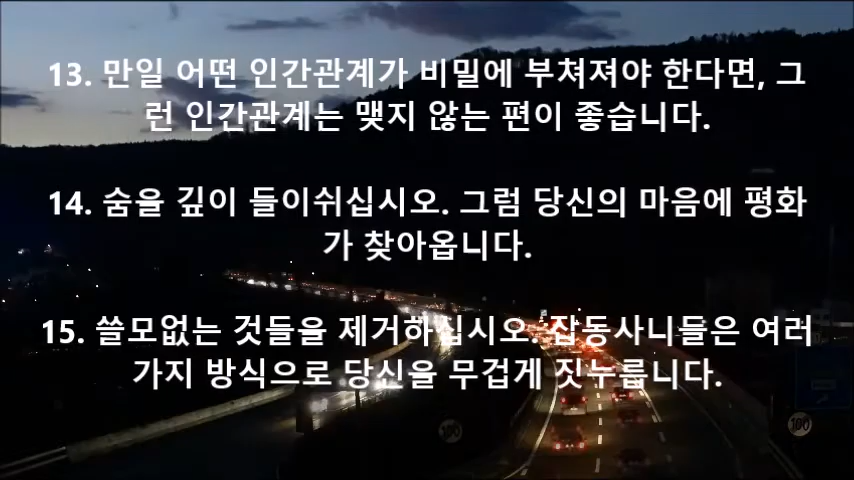 13. 만일 어떤 인간관계가 비밀에 부쳐져야 한다면, 그
런 인간관계는 맺지 않는 편이 좋습니다.
14. 숨을 깊이 들이쉬십시오. 그럼 당신의 마음에 평화
가 찾아옵니다.
15. 쓸모없는 것들을 제거하십시오. 잡동사니들은 여러
가지 방식으로 당신을 무겁게 짓누릅니다.
100
100